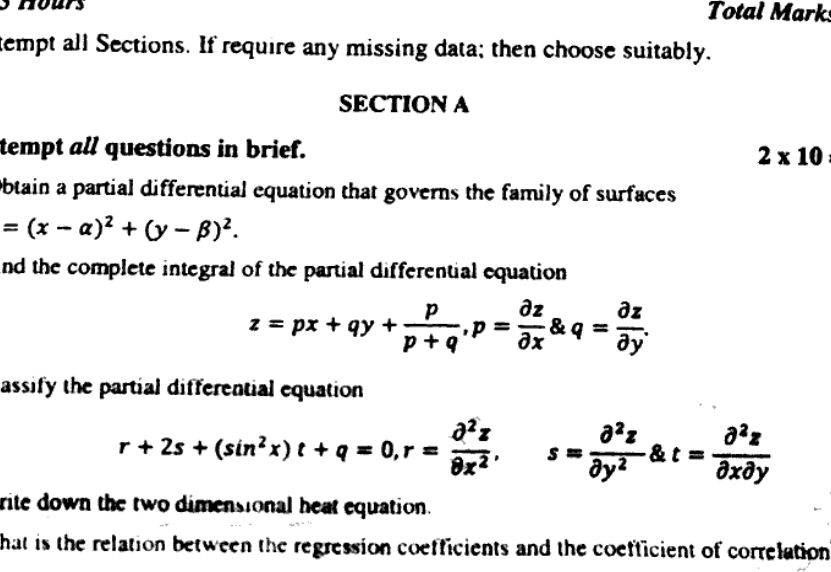 3 Hours
Total Marks
tempt all Sections. If require any missing data; then choose suitably.
SECTION A
tempt all questions in brief.
2 x 10 =
btain a partial differential equation that governs the family of surfaces
= (x − α)² + (y − β)².
nd the complete integral of the partial differential equation
z = px + qy + p/(p + q), p = ∂z/∂x & q = ∂z/∂y.
assify the partial differential equation
r + 2s + (sin²x) t + q = 0, r = ∂²z/∂x², s = ∂²z/∂y² & t = ∂²z/∂x∂y
rite down the two dimensional heat equation.
hat is the relation between the regression coefficients and the coefficient of correlation